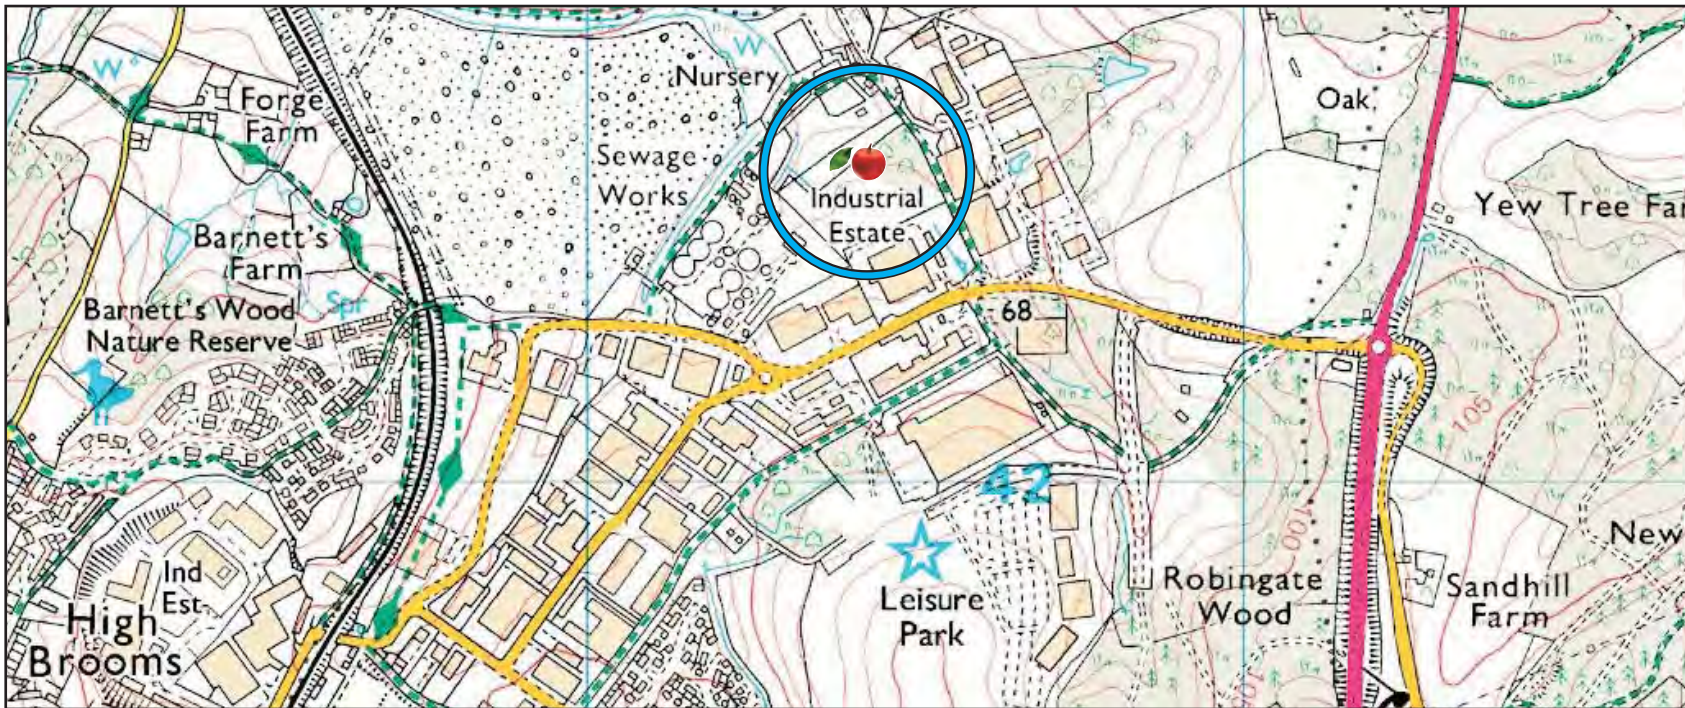 W
Nursery
Forge
Farm
W
Oak
Sewage
Works
Industrial
Estate
Yew Tree Far
Barnett's
Farm
Spr
Barnett's Wood
Nature Reserve
68
105
42
100
New
Ind
Est
Leisure
Park
Robingate
Wood
Sandhill
Farm
High
Brooms